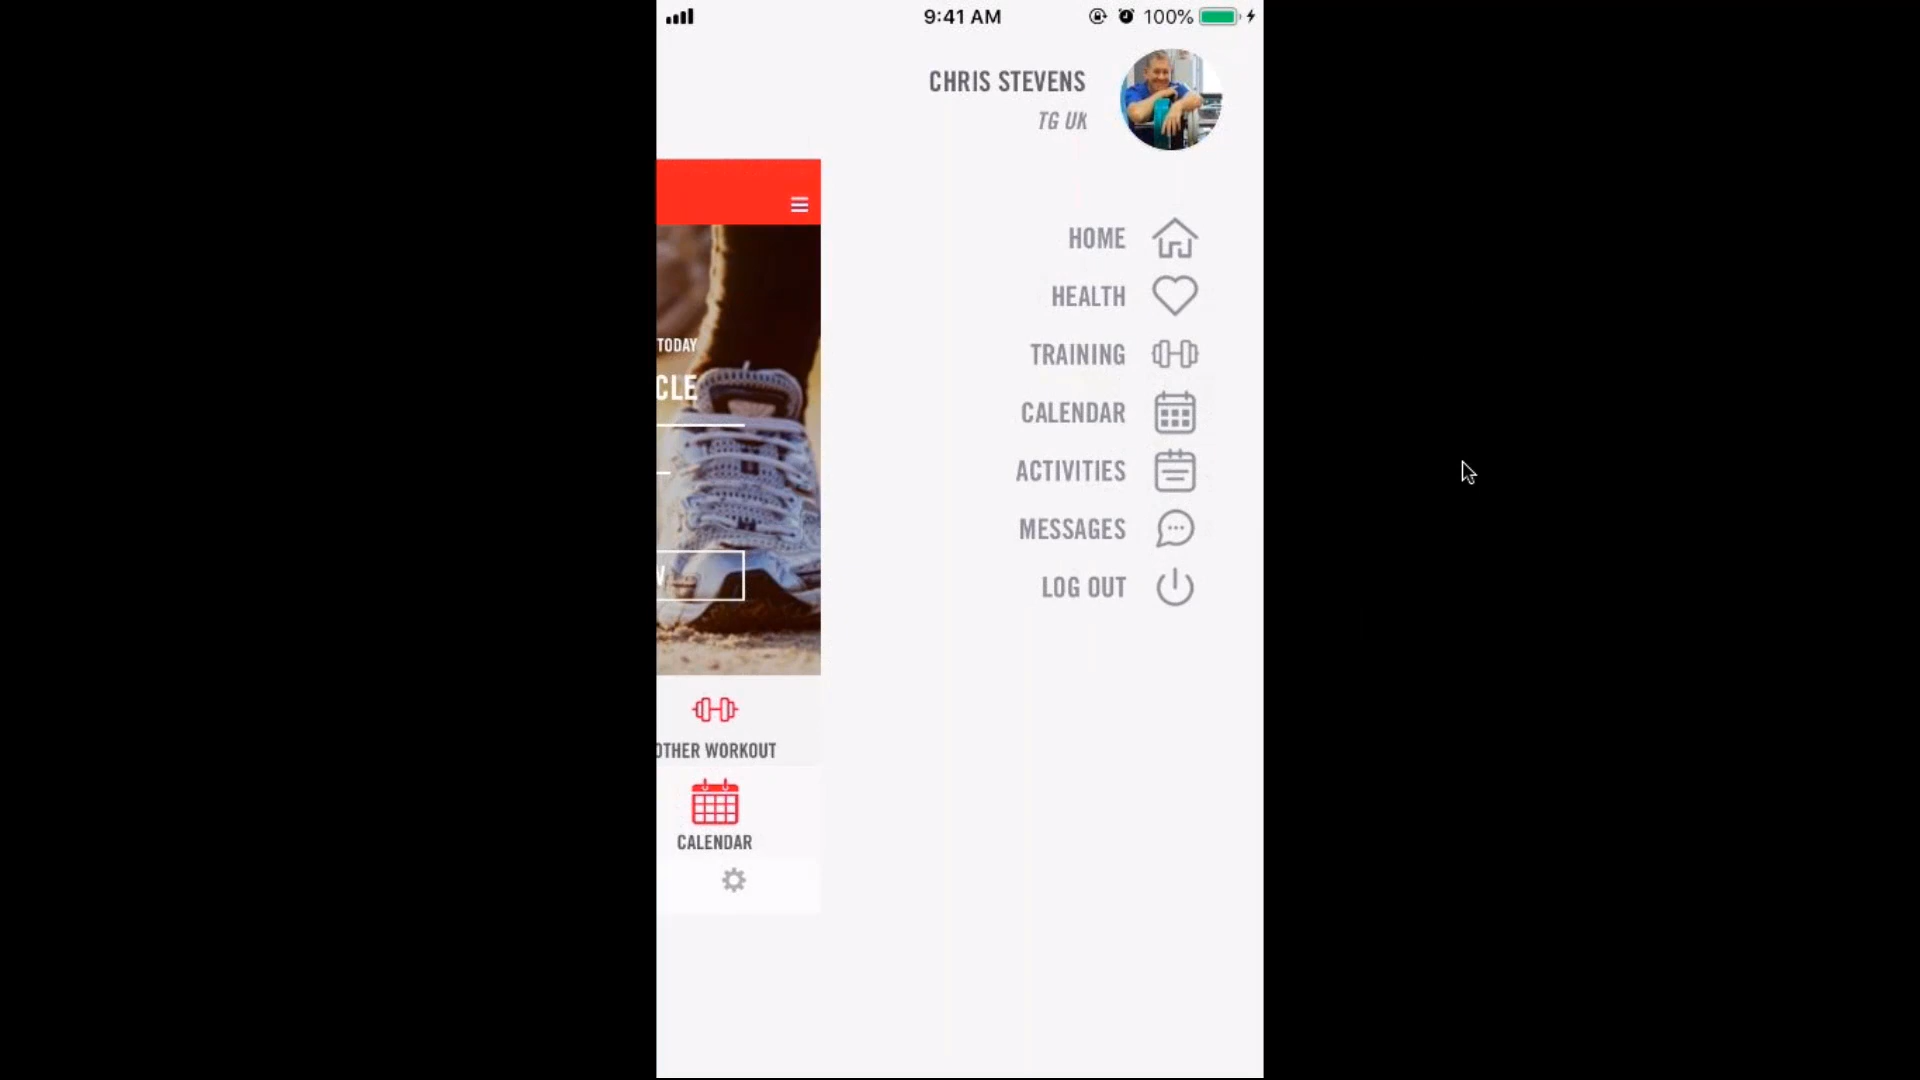 9:41 AM
100%
CHRIS STEVENS
TG UK
HOME
HEALTH
TRAINING
CALENDAR
ACTIVITIES
MESSAGES
LOG OUT
TODAY
CLE
OTHER WORKOUT
CALENDAR